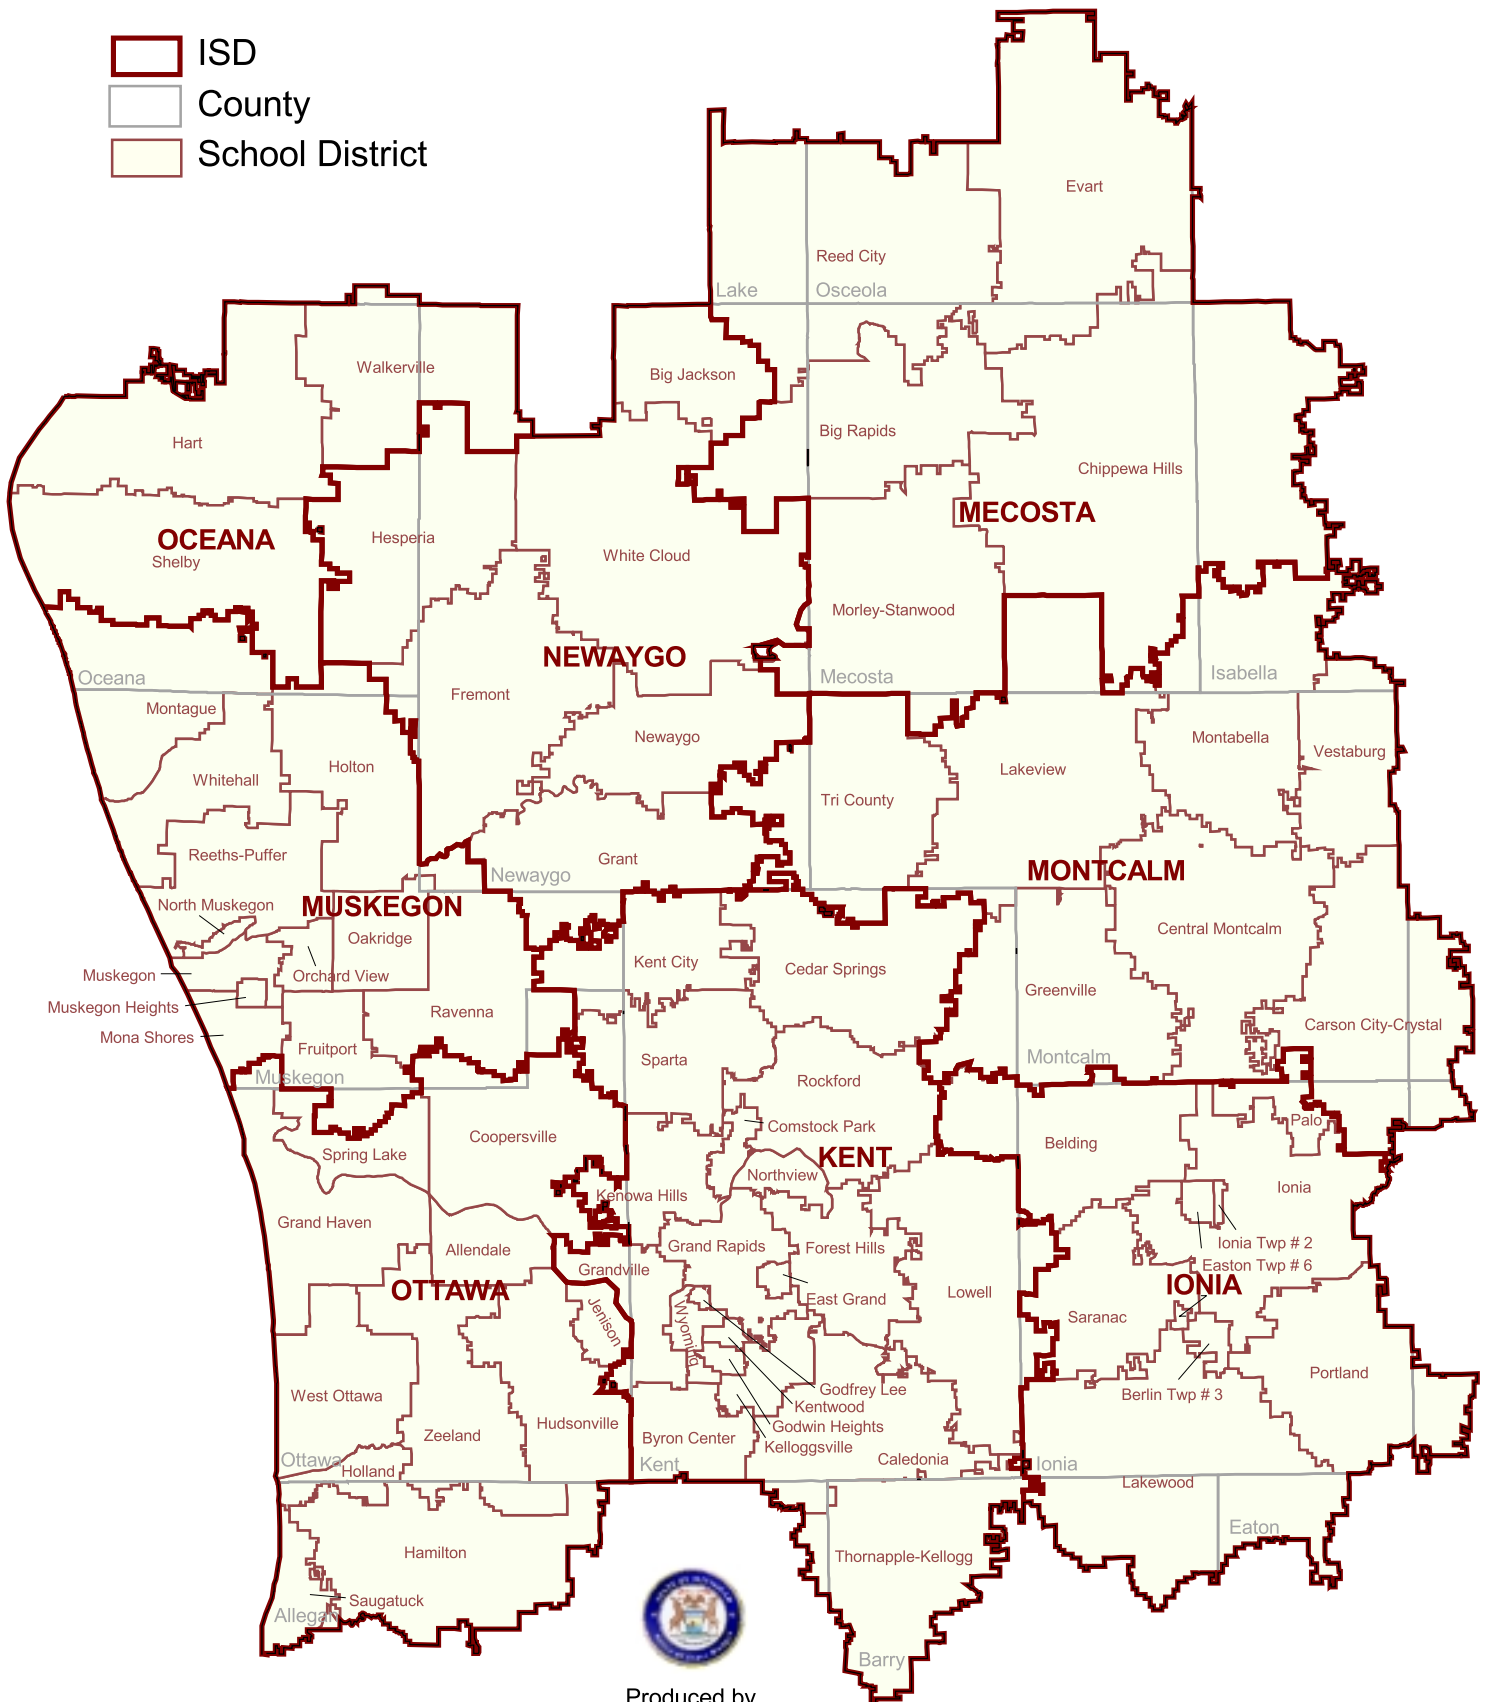 ISD
County
School District
Evart
Reed City
Lake
Osceola
Walkerville
Big Jackson
Hart
Big Rapids
Chippewa Hills
MECOSTA
OCEANA
Hesperia
White Cloud
Shelby
Morley-Stanwood
NEWAYGO
Oceana
Mecosta
Isabella
Fremont
Montague
Newaygo
Montabella
Vestaburg
Whitehall
Holton
Lakeview
Tri County
Reeths-Puffer
Grant
Newaygo
MONTCALM
North Muskegon
MUSKEGON
Oakridge
Central Montcalm
Muskegon
Orchard View
Kent City
Cedar Springs
Muskegon Heights
Greenville
Ravenna
Carson City-Crystal
Mona Shores
Fruitport
Sparta
Montcalm
Muskegon
Rockford
Comstock Park
Palo
Coopersville
Belding
Spring Lake
KENT
Northview
Kenowa Hills
Ionia
Grand Haven
Allendale
Grand Rapids
Forest Hills
Ionia Twp # 2
Grandville
Easton Twp # 6
OTTAWA
East Grand
Lowell
IONIA
Jenison
Wyoming
Saranac
West Ottawa
Godfrey Lee
Portland
Berlin Twp # 3
Kentwood
Hudsonville
Godwin Heights
Zeeland
Byron Center
Kelloggsville
Ottawa
Holland
Kent
Caledonia
Ionia
Lakewood
Eaton
Hamilton
Thornapple-Kellogg
Saugatuck
Allegan
Barry
Produced by